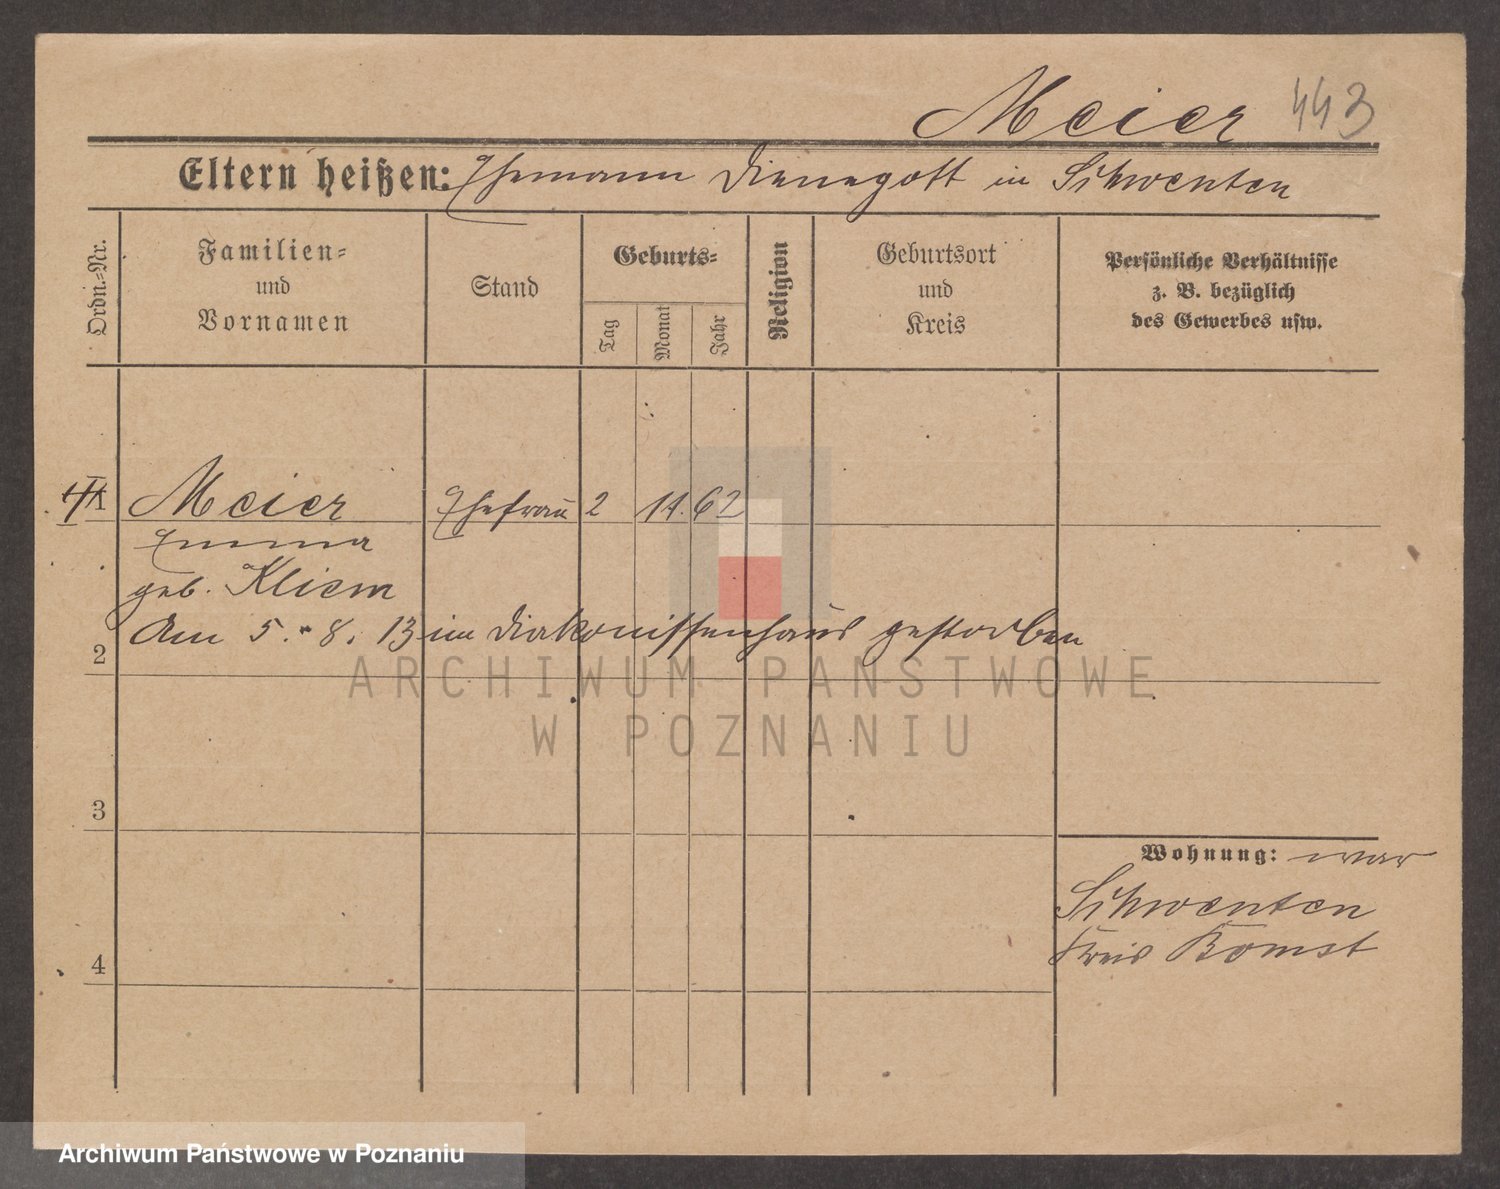 Meier 443
Eltern heißen: Ehemann Dienegott in Schwenten
Ordn.=Nr.
Familien=
und
Vornamen
Stand
Geburts=
Tag
Monat
Jahr
Religion
Geburtsort
und
Kreis
Persönliche Verhältnisse
z. B. bezüglich
des Gewerbes usw.
1 Meier Ehefrau 2 11. 62
Emma
geb. Kliem
Am 5. 8. 13 im Diakonissenhaus gestorben
2
ARCHIWUM PAŃSTWOWE
W POZNANIU
3
Wohnung: war
Schwenten
Kreis Bomst
4
Archiwum Państwowe w Poznaniu